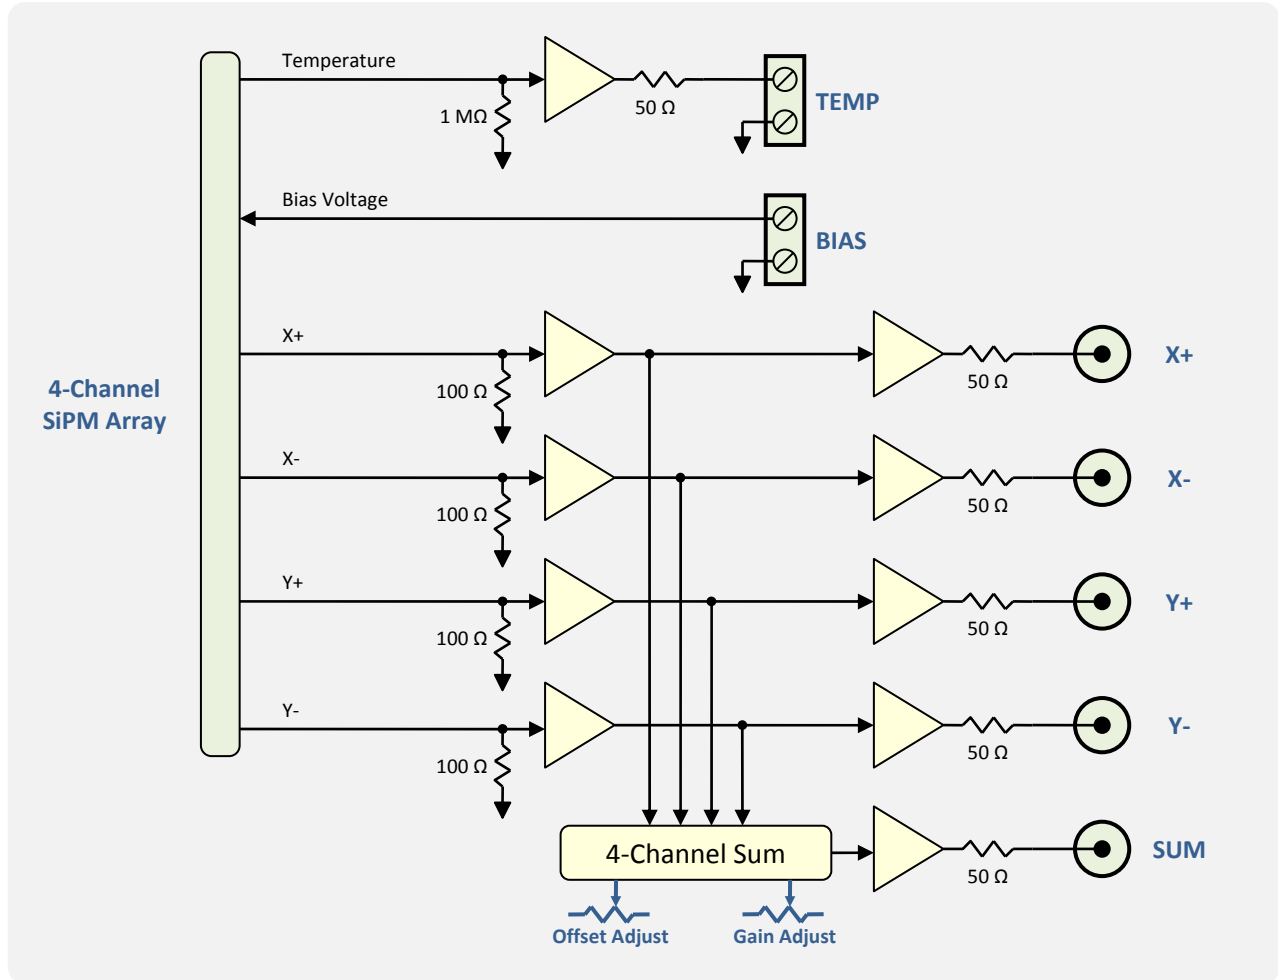 Temperature
1 MΩ
50 Ω
TEMP
Bias Voltage
BIAS
X+
100 Ω
50 Ω
X+
4-Channel
SiPM Array
X-
100 Ω
50 Ω
X-
Y+
100 Ω
50 Ω
Y+
Y-
100 Ω
50 Ω
Y-
4-Channel Sum
50 Ω
SUM
Offset Adjust
Gain Adjust